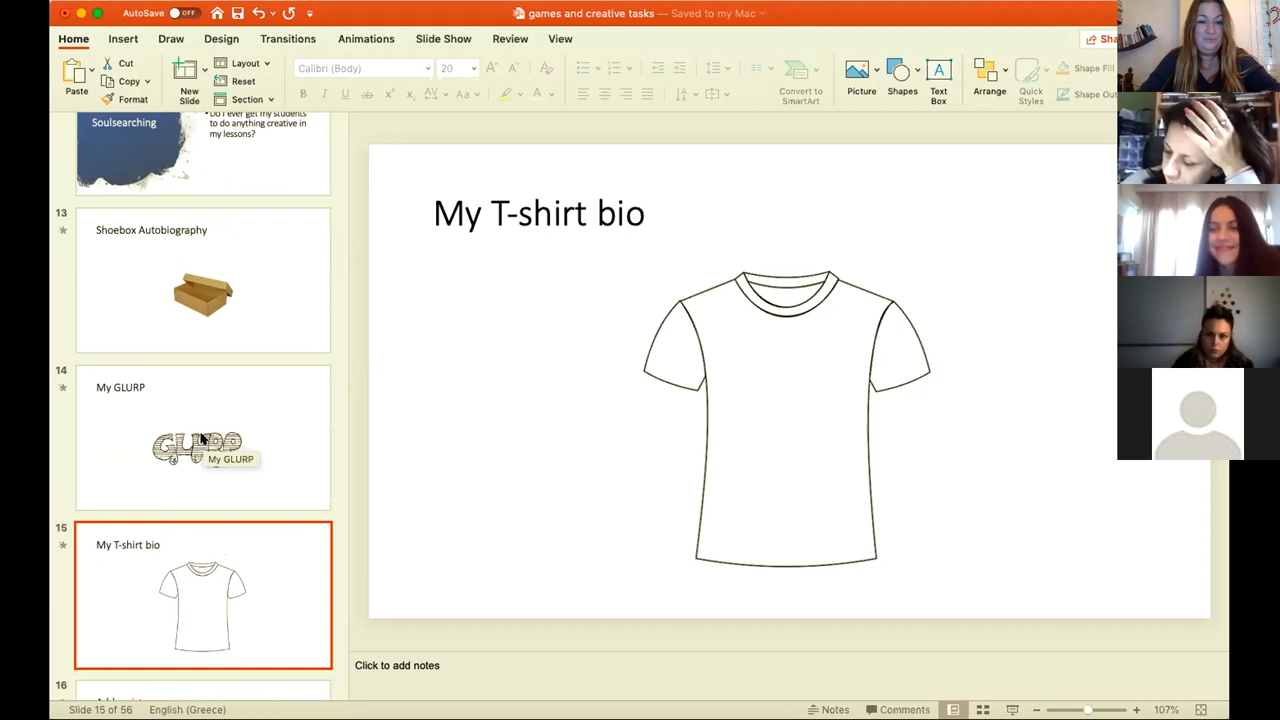 AutoSave OFF
games and creative tasks — Saved to my Mac
Home Insert Draw Design Transitions Animations Slide Show Review View
Paste
Cut
Copy
Format
New Slide
Layout
Reset
Section
Calibri (Body) 20
Convert to SmartArt
Picture
Shapes
Text Box
Arrange
Quick Styles
Shape Fill
Soulsearching
Do I ever get my students
to do anything creative in
my lessons?
13
Shoebox Autobiography
14
My GLURP
GLURP
My GLURP
15
My T-shirt bio
16
My T-shirt bio
Click to add notes
Slide 15 of 56 English (Greece) Notes Comments 107%